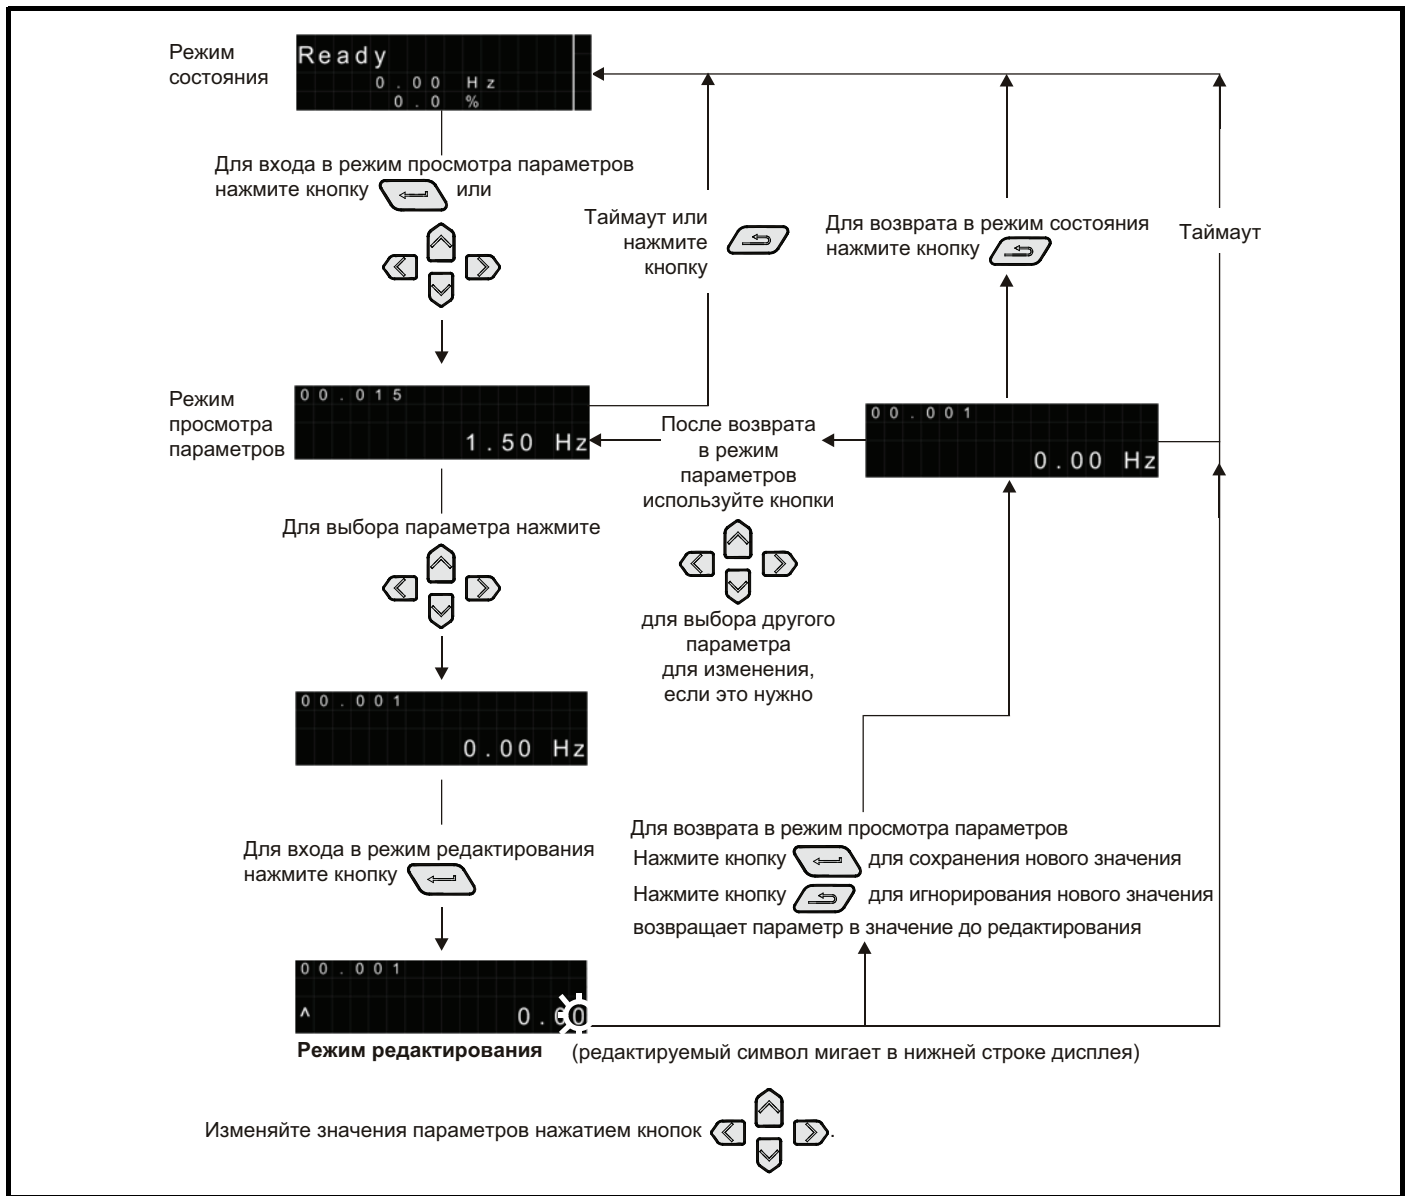 Режим
состояния
Ready
0.00 Hz
0.0 %
Для входа в режим просмотра параметров
нажмите кнопку или
Таймаут или
нажмите
кнопку
Для возврата в режим состояния
нажмите кнопку
Таймаут
Режим
просмотра
параметров
00.015
1.50 Hz
После возврата
в режим
параметров
используйте кнопки
для выбора другого
параметра
для изменения,
если это нужно
00.001
0.00 Hz
Для выбора параметра нажмите
00.001
0.00 Hz
Для входа в режим редактирования
нажмите кнопку
Для возврата в режим просмотра параметров
Нажмите кнопку для сохранения нового значения
Нажмите кнопку для игнорирования нового значения
возвращает параметр в значение до редактирования
00.001
^ 0.00
Режим редактирования (редактируемый символ мигает в нижней строке дисплея)
Изменяйте значения параметров нажатием кнопок .